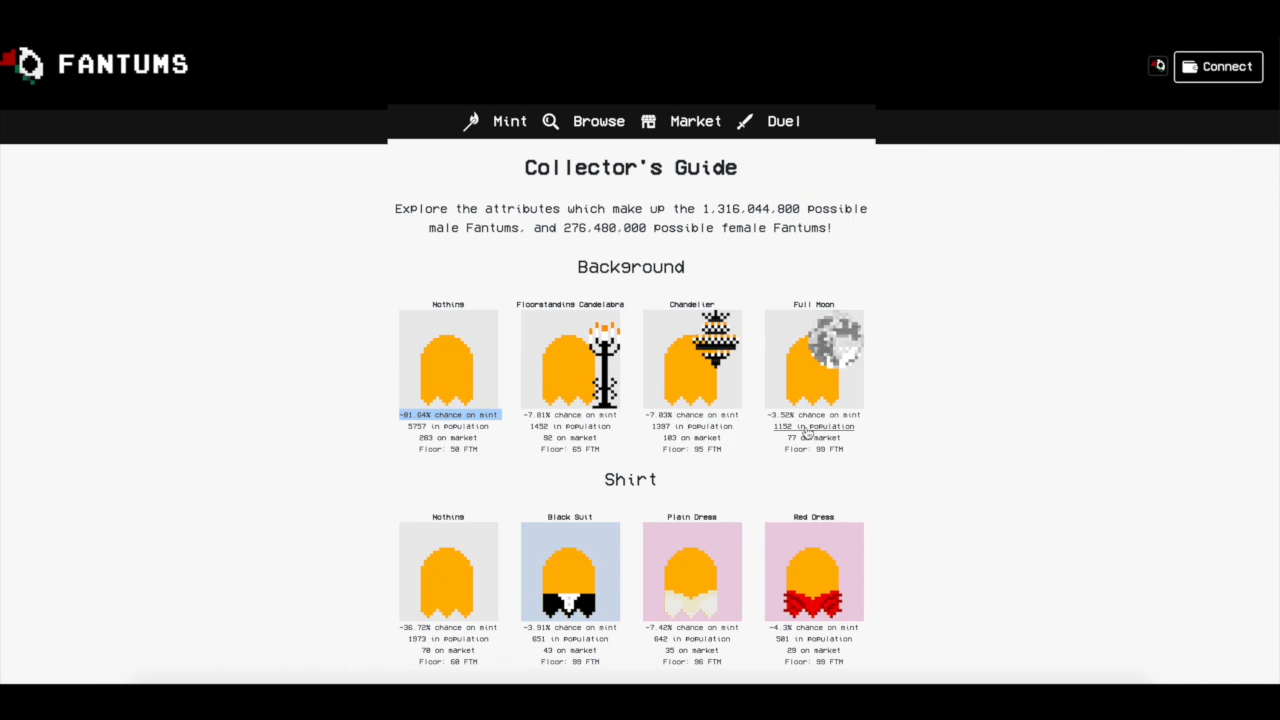 FANTUMS
Connect
Mint Browse Market Duel
Collector's Guide
Explore the attributes which make up the 1,316,044,800 possible
male Fantums, and 276,480,000 possible female Fantums!
Background
Nothing Floorstanding Candelabra Chandelier Full Moon
~81.64% chance on mint ~7.81% chance on mint ~7.03% chance on mint ~3.52% chance on mint
5757 in population 1452 in population 1397 in population 1152 in population
283 on market 92 on market 103 on market 77 on market
Floor: 50 FTM Floor: 65 FTM Floor: 95 FTM Floor: 99 FTM
Shirt
Nothing Black Suit Plain Dress Red Dress
~36.72% chance on mint ~3.91% chance on mint ~7.42% chance on mint ~4.3% chance on mint
1973 in population 651 in population 642 in population 501 in population
70 on market 43 on market 35 on market 29 on market
Floor: 60 FTM Floor: 99 FTM Floor: 96 FTM Floor: 99 FTM